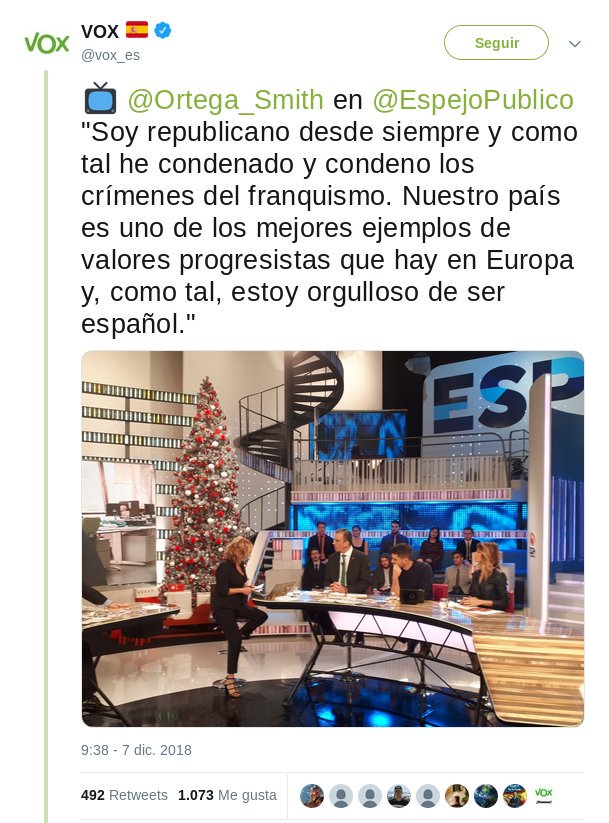 VOX
VOX
@vox_es
Seguir
@Ortega_Smith en @EspejoPublico
"Soy republicano desde siempre y como
tal he condenado y condeno los
crímenes del franquismo. Nuestro país
es uno de los mejores ejemplos de
valores progresistas que hay en Europa
y, como tal, estoy orgulloso de ser
español."
ESP
9:38 - 7 dic. 2018
492 Retweets 1.073 Me gusta
VOX